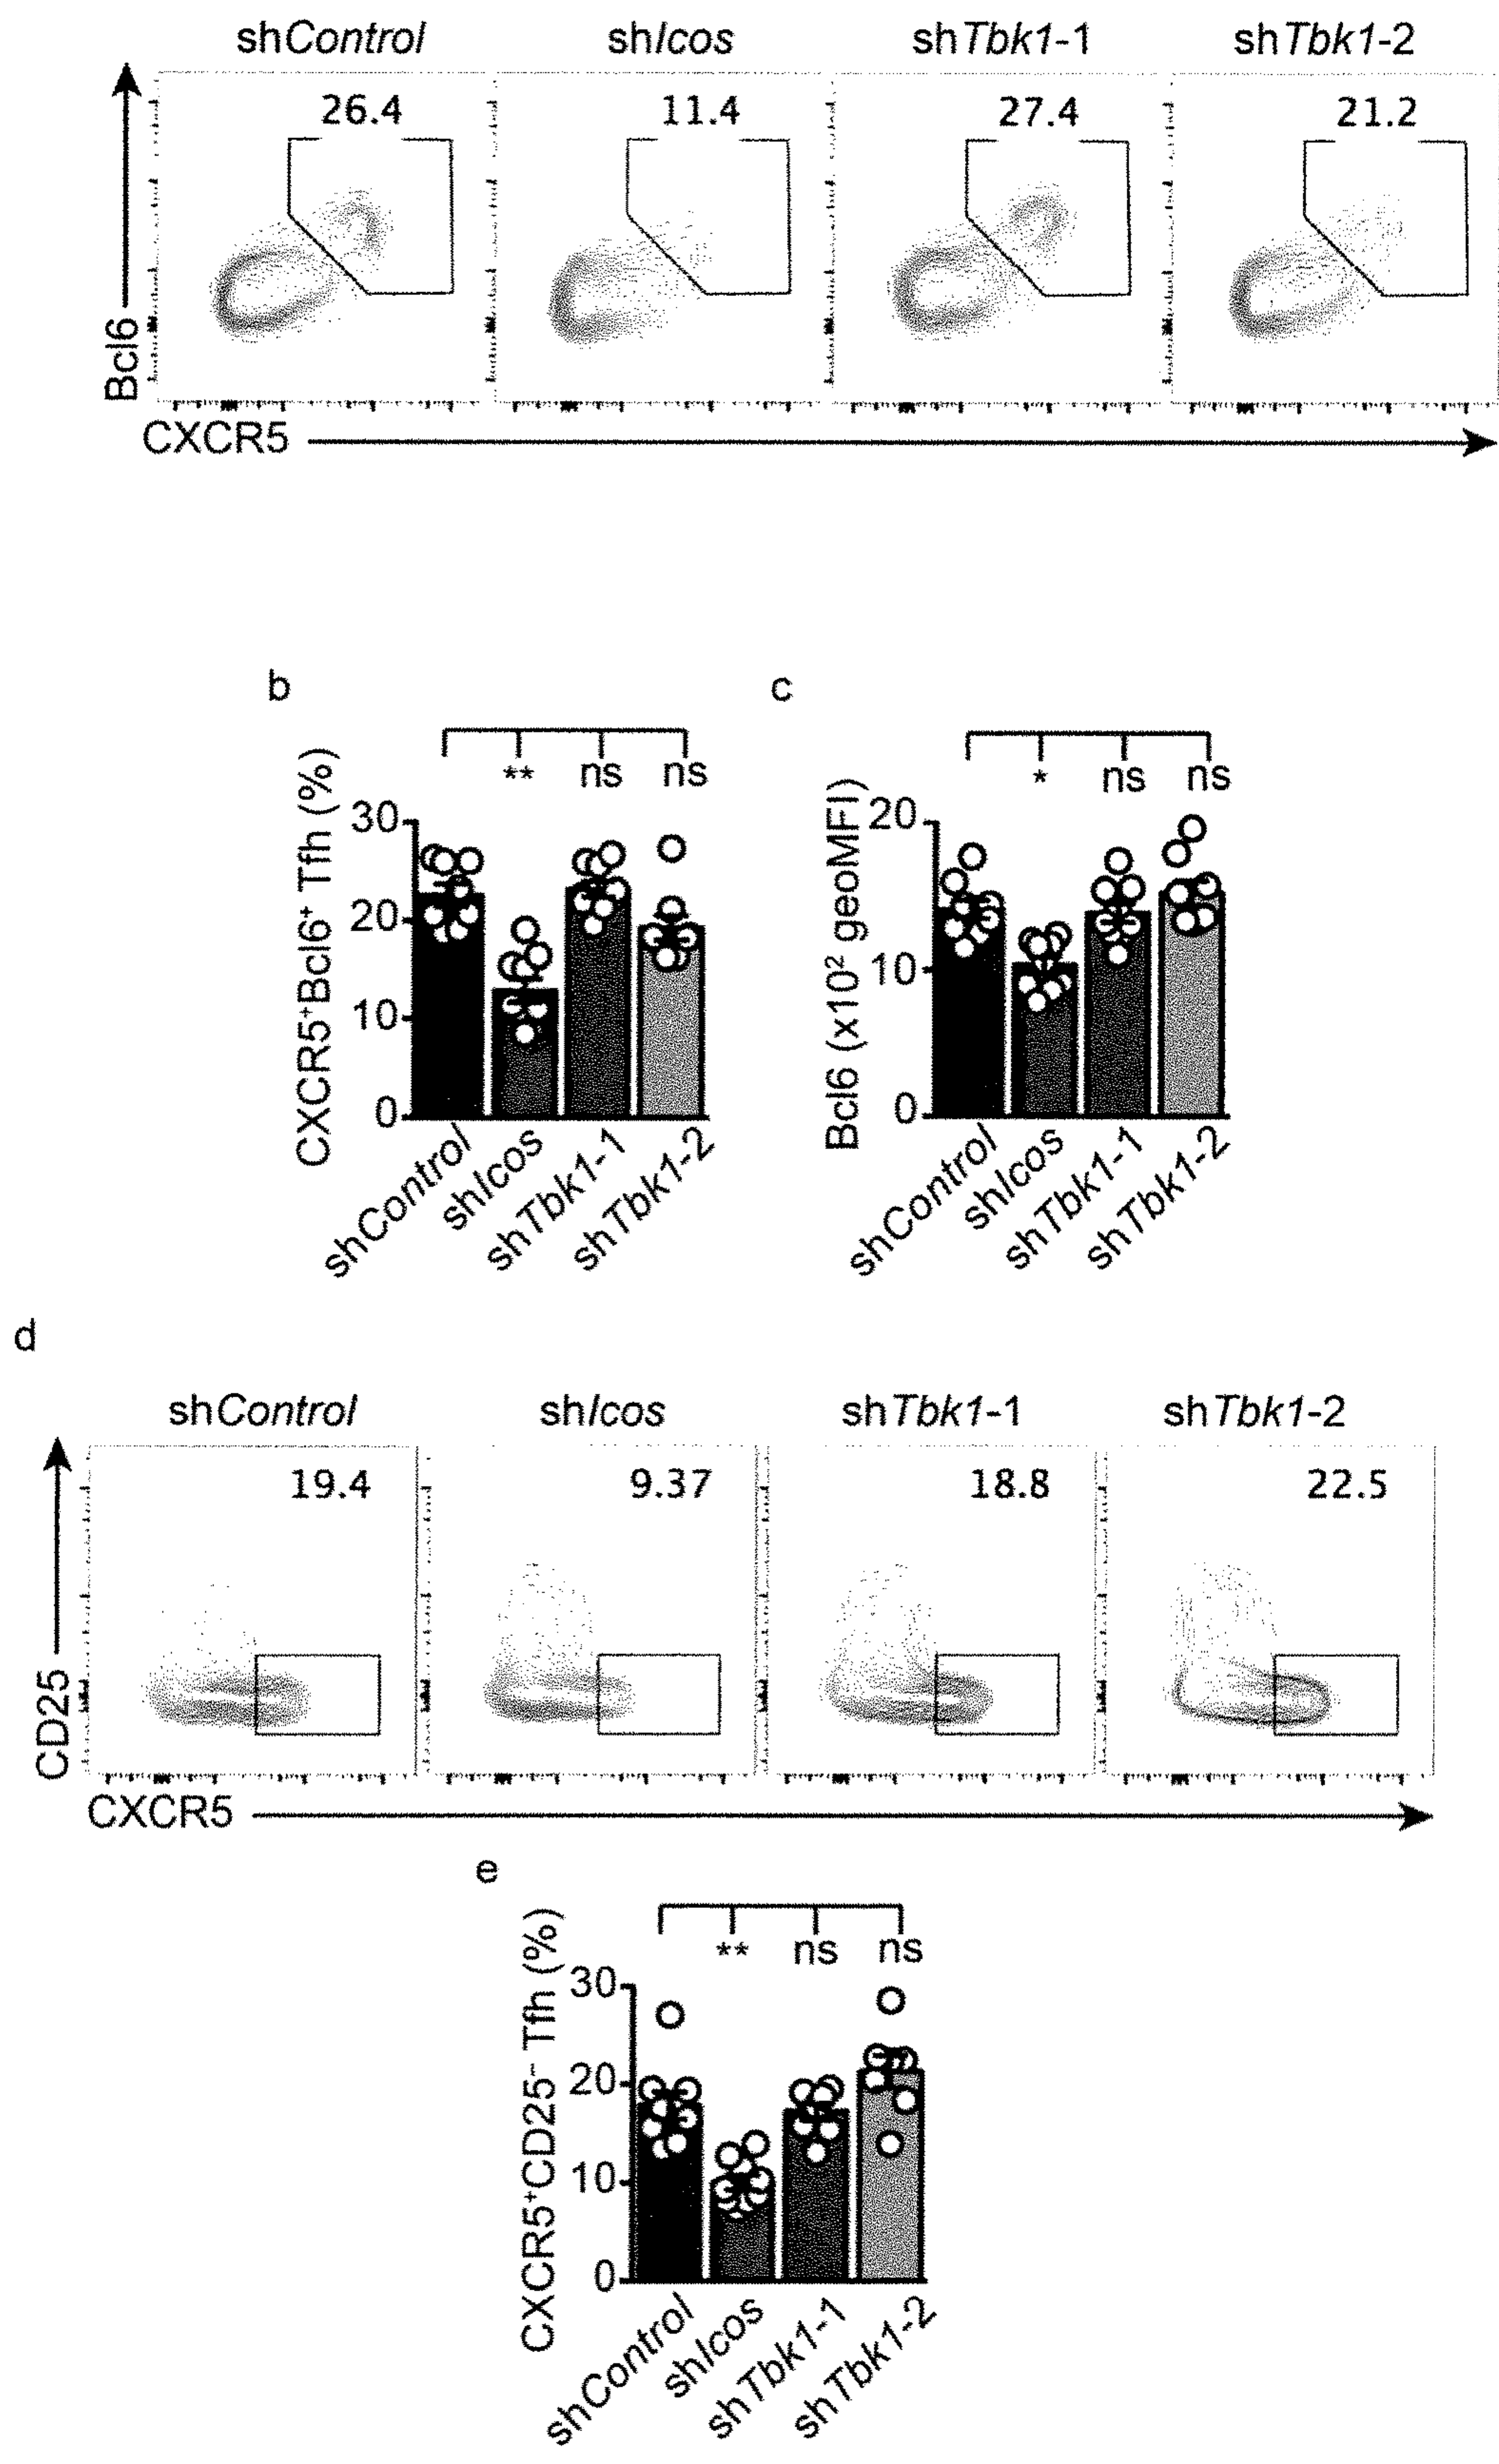 shControl shIcos shTbk1-1 shTbk1-2
26.4 11.4 27.4 21.2
Bcl6
CXCR5
b
CXCR5⁺Bcl6⁺ Tfh (%)
** ns ns
30
20
10
0
shControl
shIcos
shTbk1-1
shTbk1-2
c
Bcl6 (x10² geoMFI)
* ns ns
20
10
0
shControl
shIcos
shTbk1-1
shTbk1-2
d
shControl shIcos shTbk1-1 shTbk1-2
19.4 9.37 18.8 22.5
CD25
CXCR5
e
CXCR5⁺CD25⁻ Tfh (%)
** ns ns
30
20
10
0
shControl
shIcos
shTbk1-1
shTbk1-2